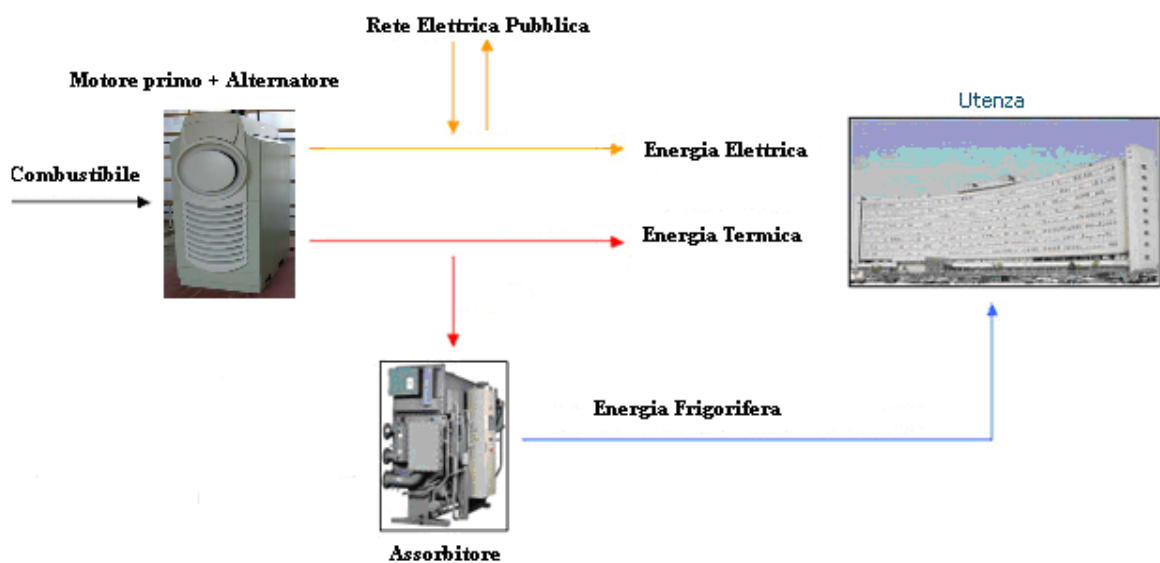 Rete Elettrica Pubblica
Motore primo + Alternatore
Utenza
Combustibile
Energia Elettrica
Energia Termica
Energia Frigorifera
Assorbitore